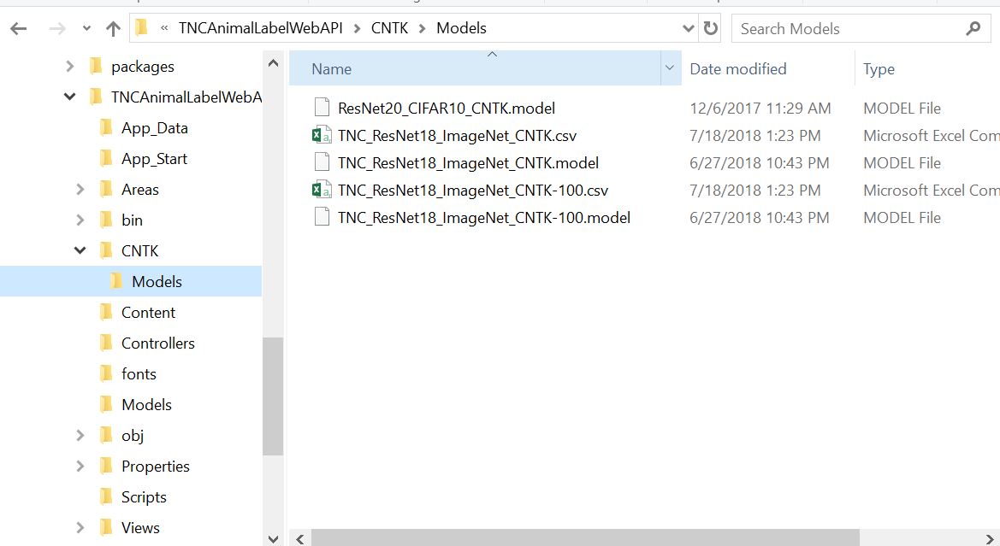 « TNCAnimalLabelWebAPI > CNTK > Models
Search Models
packages
TNCAnimalLabelWebA
App_Data
App_Start
Areas
bin
CNTK
Models
Content
Controllers
fonts
Models
obj
Properties
Scripts
Views
Name Date modified Type
ResNet20_CIFAR10_CNTK.model 12/6/2017 11:29 AM MODEL File
TNC_ResNet18_ImageNet_CNTK.csv 7/18/2018 1:23 PM Microsoft Excel Com
TNC_ResNet18_ImageNet_CNTK.model 6/27/2018 10:43 PM MODEL File
TNC_ResNet18_ImageNet_CNTK-100.csv 7/18/2018 1:23 PM Microsoft Excel Com
TNC_ResNet18_ImageNet_CNTK-100.model 6/27/2018 10:43 PM MODEL File